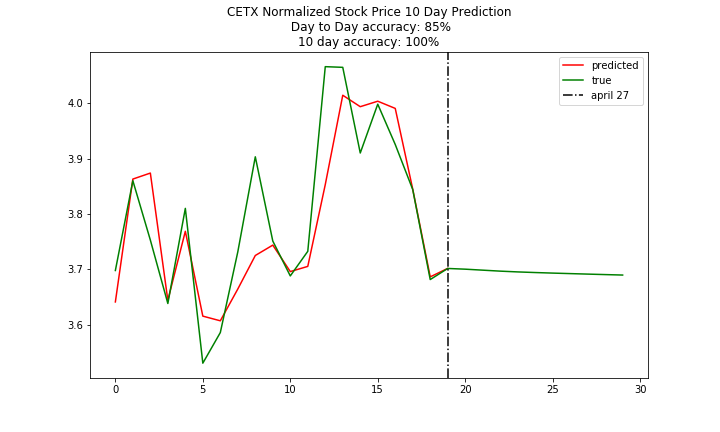 CETX Normalized Stock Price 10 Day Prediction
Day to Day accuracy: 85%
10 day accuracy: 100%
predicted
true
april 27
4.0
3.9
3.8
3.7
3.6
0 5 10 15 20 25 30